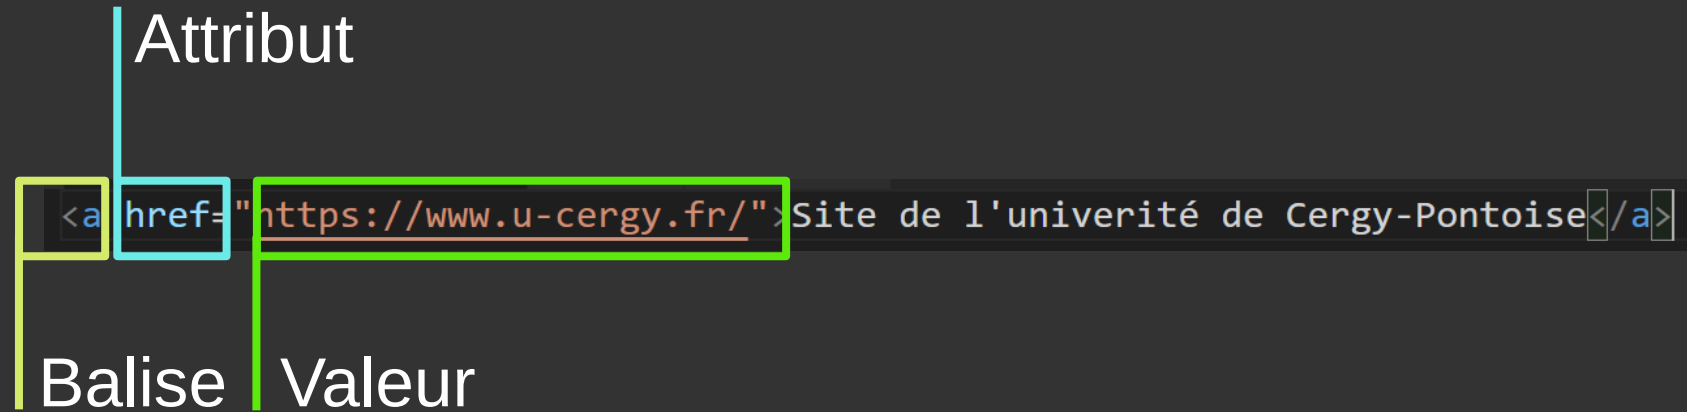 Attribut
<a href="https://www.u-cergy.fr/">Site de l'univerité de Cergy-Pontoise</a>
Balise Valeur